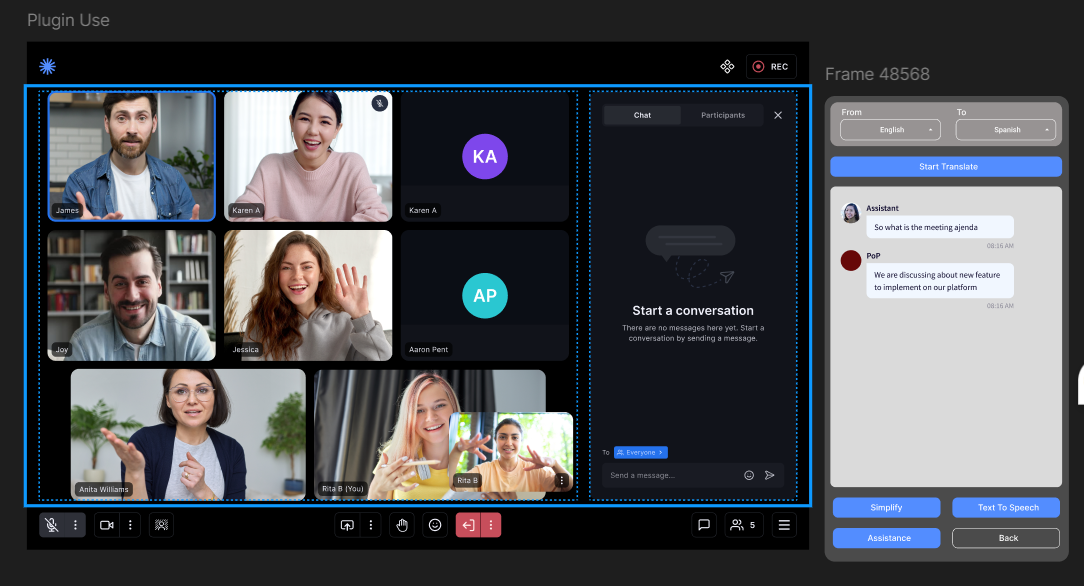 Plugin Use
REC
James
Karen A
KA
Karen A
Joy
Jessica
AP
Aaron Pent
Anita Williams
Rita B (You)
Rita B
Chat
Participants
Start a conversation
There are no messages here yet. Start a
conversation by sending a message.
To
Everyone
Send a message...
5
Frame 48568
From
To
English
Spanish
Start Translate
Assistant
So what is the meeting ajenda
08:16 AM
PoP
We are discussing about new feature
to implement on our platform
08:16 AM
Simplify
Text To Speech
Assistance
Back